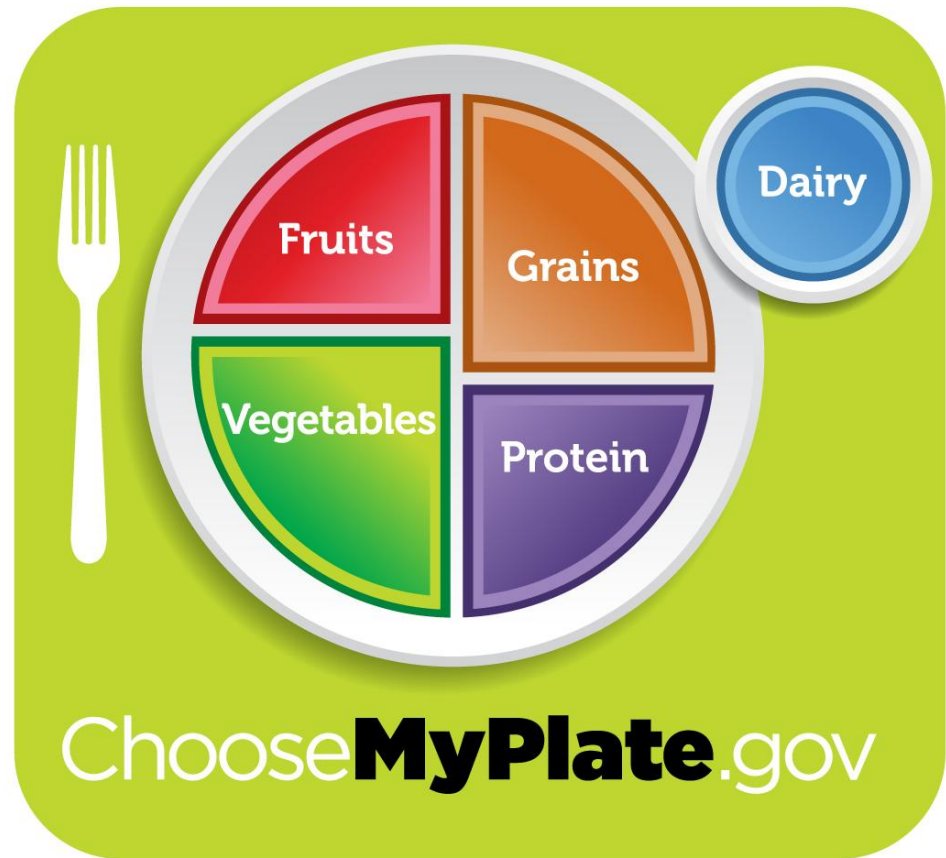 Fruits
Grains
Dairy
Vegetables
Protein
ChooseMyPlate.gov